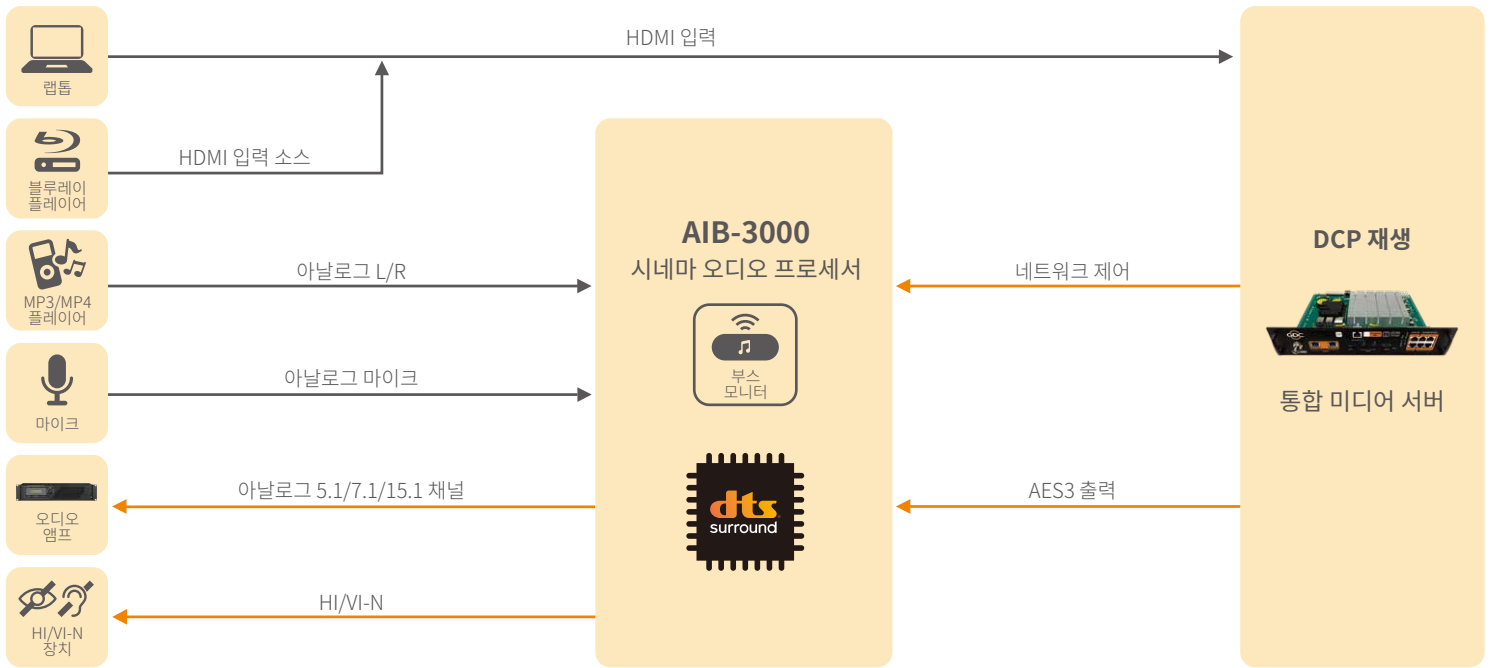 랩톱
HDMI 입력
블루레이
플레이어
HDMI 입력 소스
MP3/MP4
플레이어
아날로그 L/R
마이크
아날로그 마이크
오디오
앰프
아날로그 5.1/7.1/15.1 채널
HI/VI-N
장치
HI/VI-N
AIB-3000
시네마 오디오 프로세서
부스
모니터
dts
surround
네트워크 제어
AES3 출력
DCP 재생
GDC
통합 미디어 서버